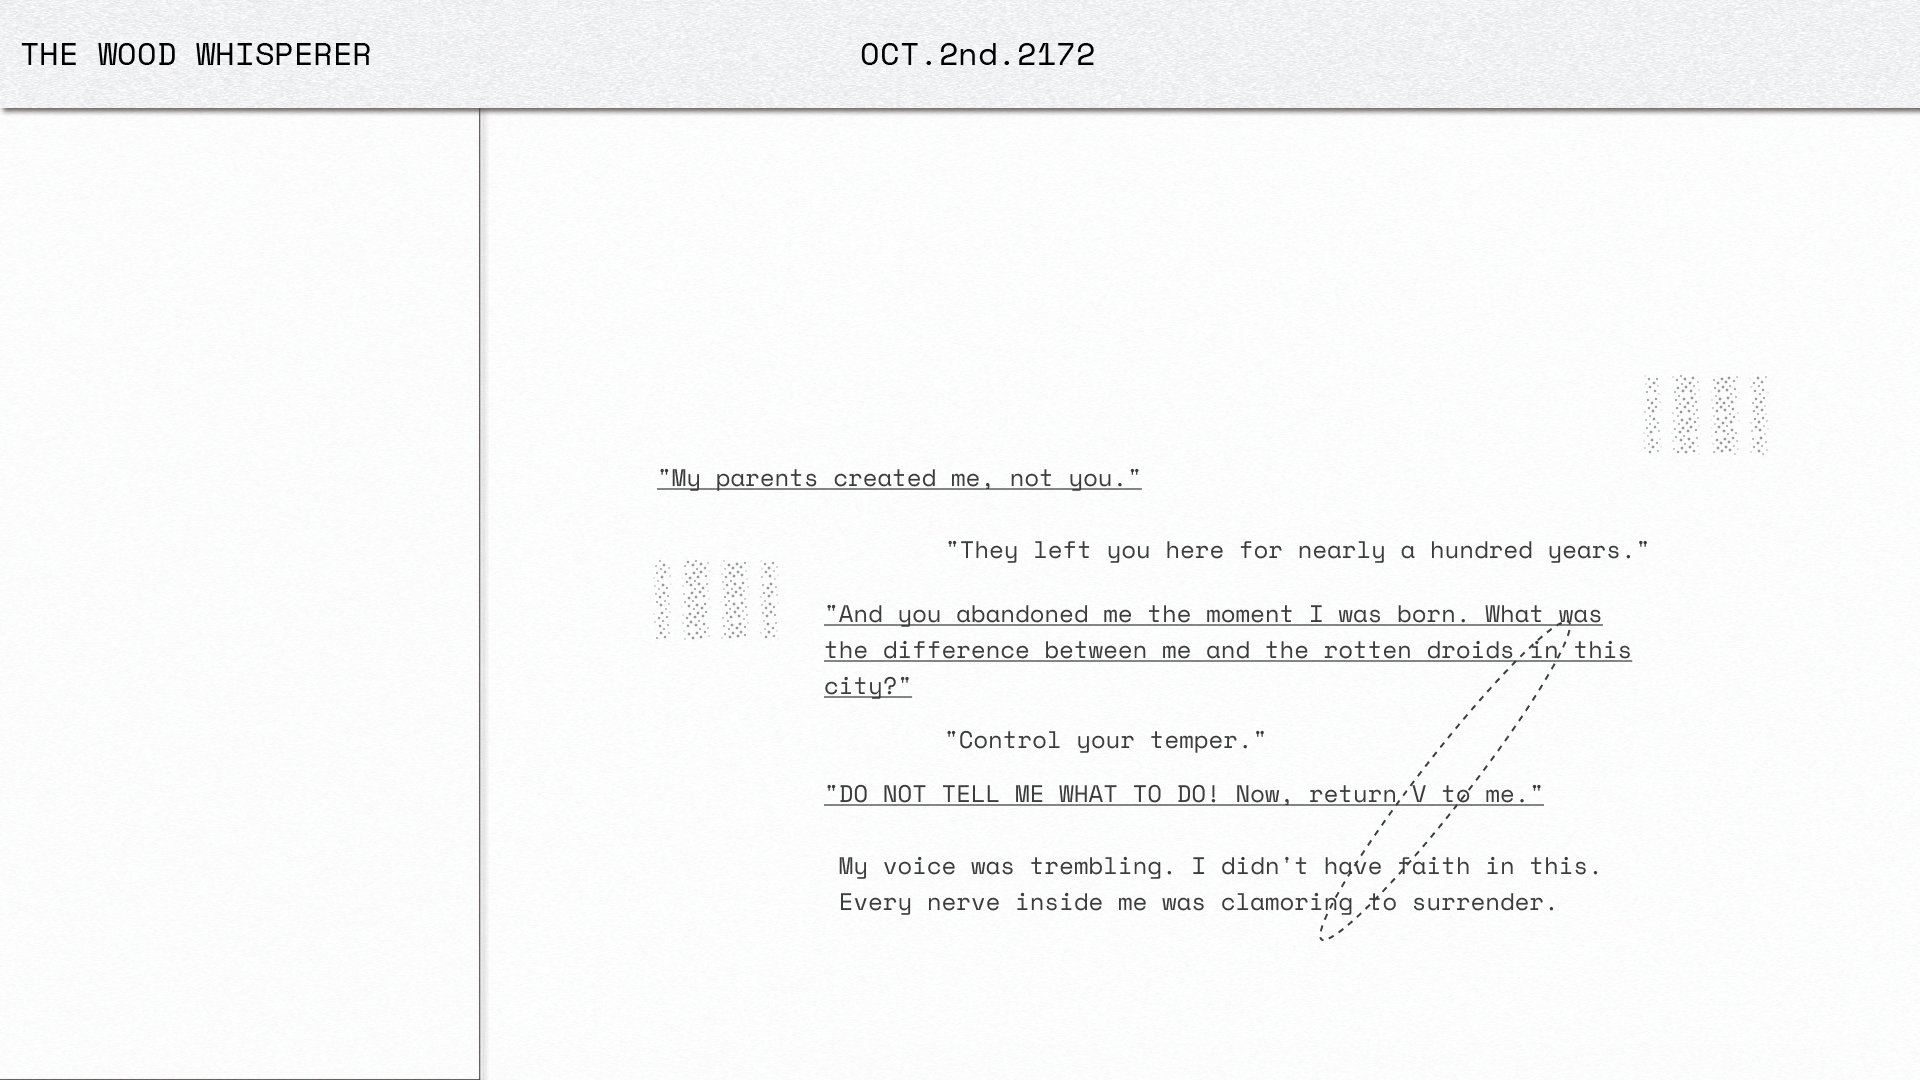 THE WOOD WHISPERER
OCT.2nd.2172
"My parents created me, not you."
"They left you here for nearly a hundred years."
"And you abandoned me the moment I was born. What was
the difference between me and the rotten droids in this
city?"
"Control your temper."
"DO NOT TELL ME WHAT TO DO! Now, return V to me."
My voice was trembling. I didn't have faith in this.
Every nerve inside me was clamoring to surrender.